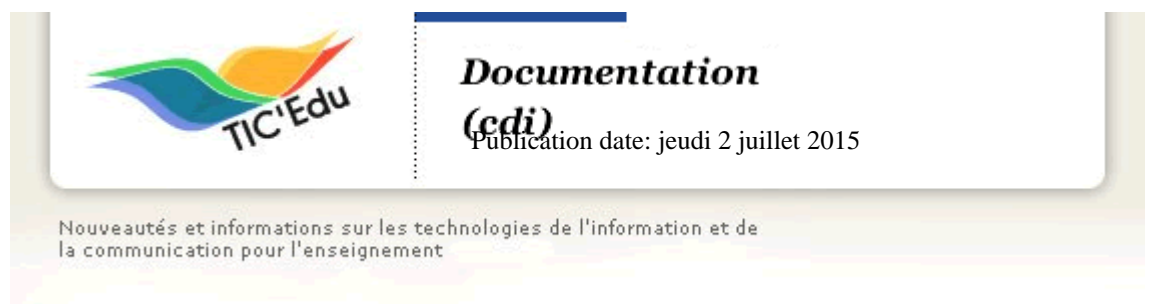 TIC'Edu
Documentation
(cdi)
Publication date: jeudi 2 juillet 2015
Nouveautés et informations sur les technologies de l'information et de
la communication pour l'enseignement